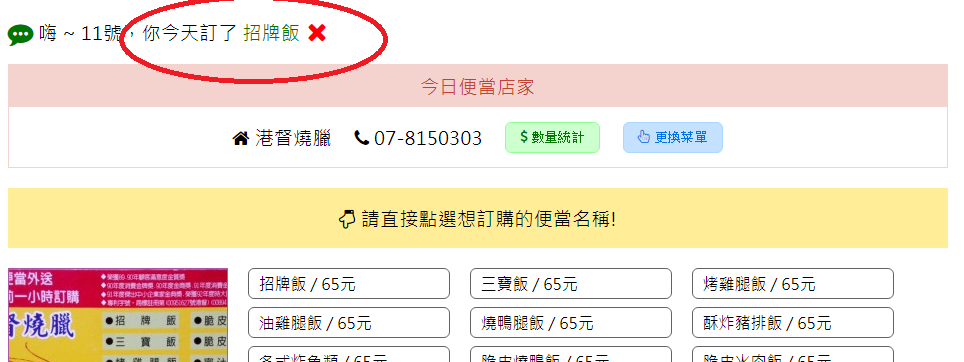 嗨 ~ 11號，你今天訂了 招牌飯
今日便當店家
港督燒臘 07-8150303 $ 數量統計 更換菜單
請直接點選想訂購的便當名稱!
招牌飯 / 65元 三寶飯 / 65元 烤雞腿飯 / 65元
油雞腿飯 / 65元 燒鴨腿飯 / 65元 酥炸豬排飯 / 65元
便當外送
前一小時訂購
督燒臘
●招 牌 飯 ●脆皮
●三 寶 飯 ●脆皮